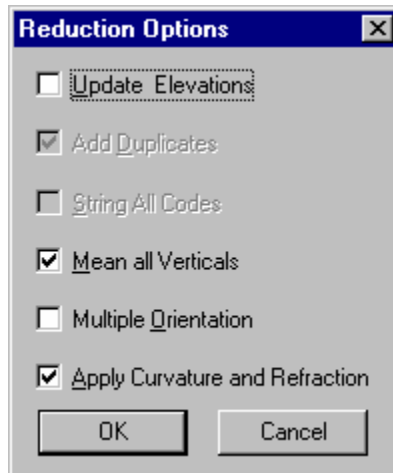 Reduction Options
Update Elevations
Add Duplicates
String All Codes
Mean all Verticals
Multiple Orientation
Apply Curvature and Refraction
OK Cancel